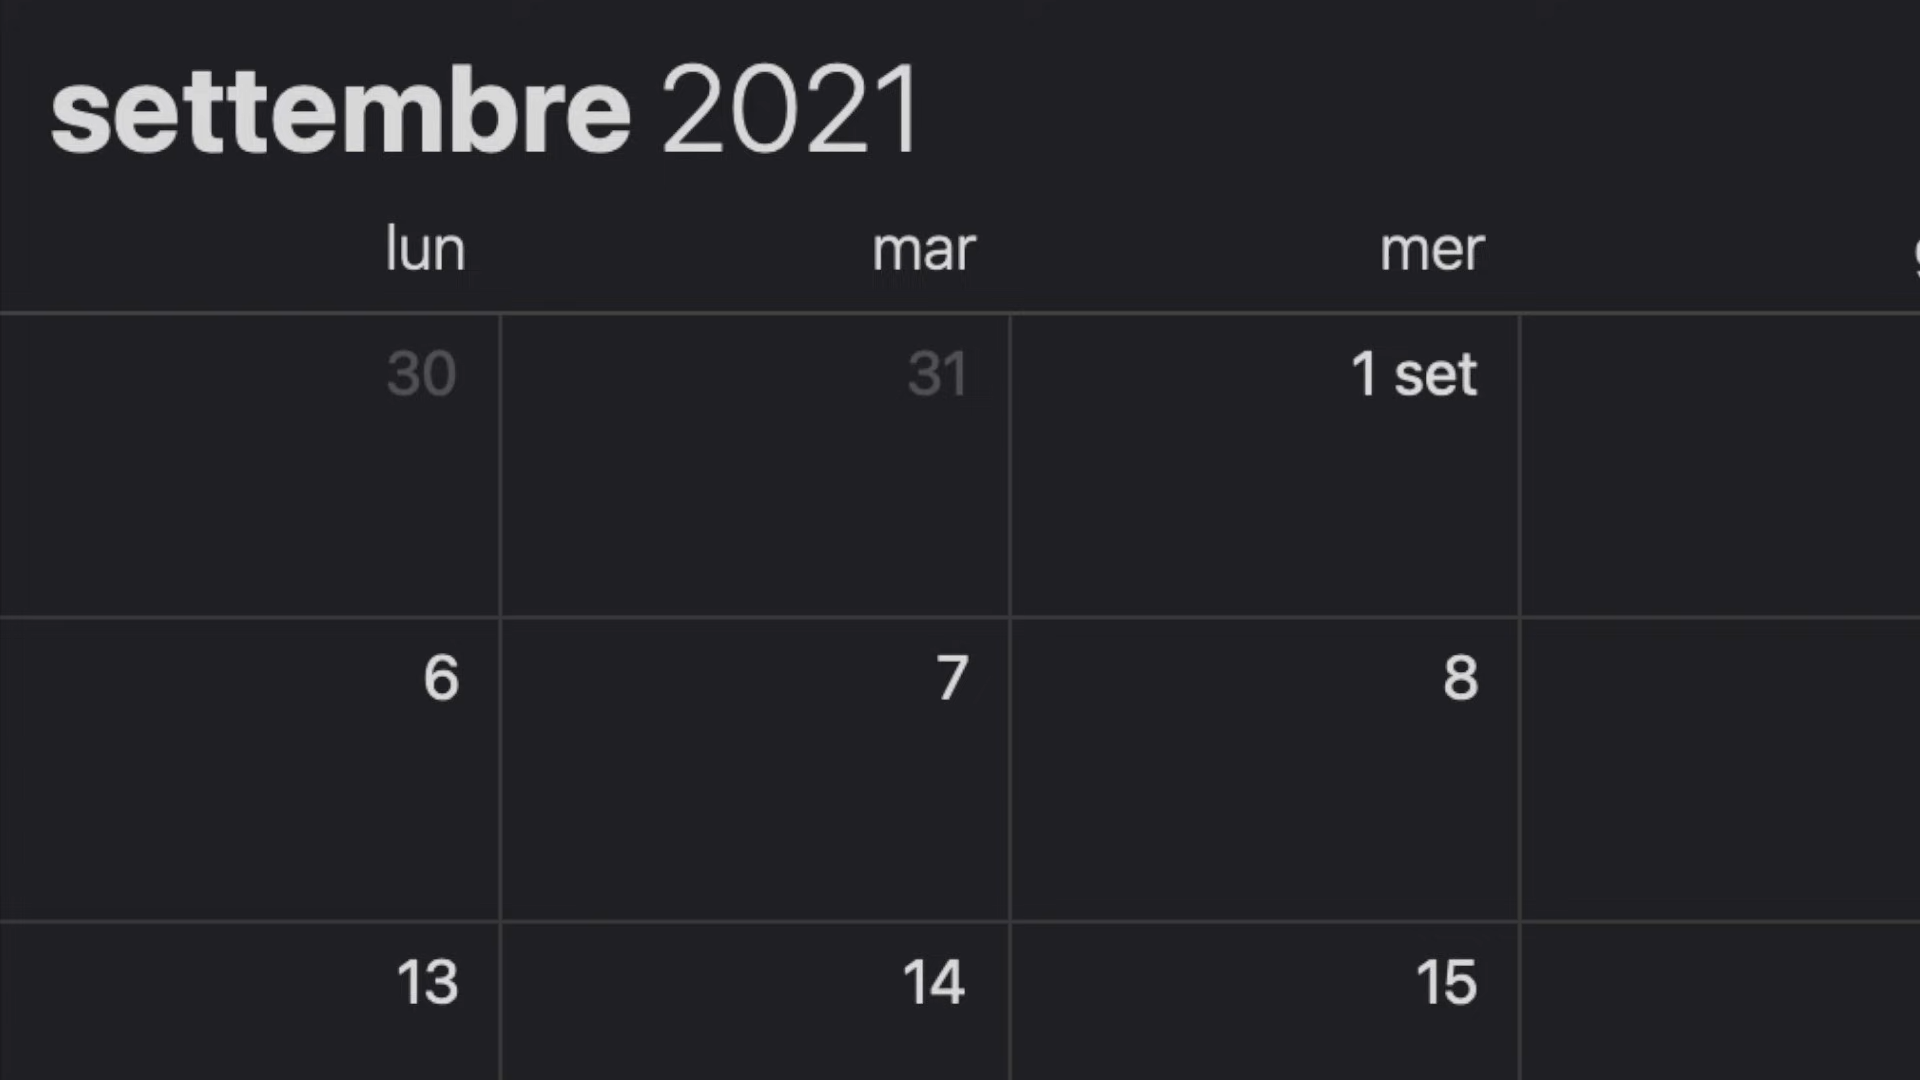 settembre 2021
lun mar mer
30 31 1 set
6 7 8
13 14 15